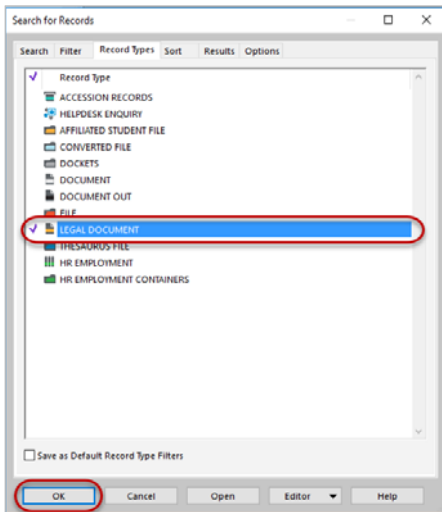 Search for Records
Search Filter Record Types Sort Results Options
Record Type
ACCESSION RECORDS
HELPDESK ENQUIRY
AFFILIATED STUDENT FILE
CONVERTED FILE
DOCKETS
DOCUMENT
DOCUMENT OUT
FILE
LEGAL DOCUMENT
THESAURUS FILE
HR EMPLOYMENT
HR EMPLOYMENT CONTAINERS
Save as Default Record Type Filters
OK Cancel Open Editor Help